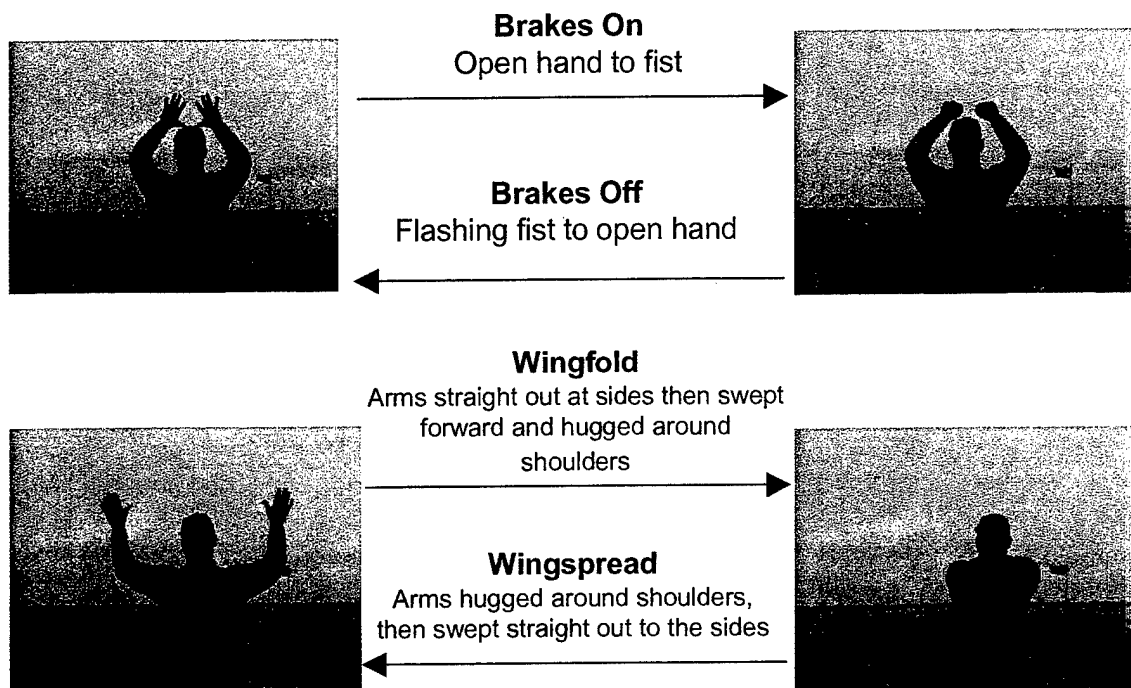 Brakes On
Open hand to fist
Brakes Off
Flashing fist to open hand
Wingfold
Arms straight out at sides then swept
forward and hugged around
shoulders
Wingspread
Arms hugged around shoulders,
then swept straight out to the sides